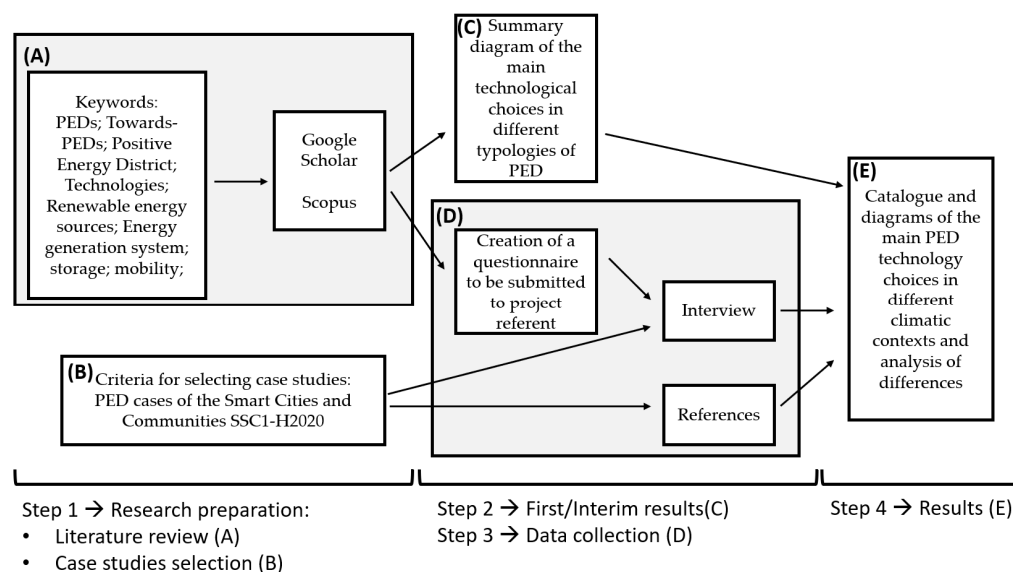 (A)
Keywords:
PEDs; Towards-
PEDs; Positive
Energy District;
Technologies;
Renewable energy
sources; Energy
generation system;
storage; mobility;
Google
Scholar
Scopus
(B)
Criteria for selecting case studies:
PED cases of the Smart Cities and
Communities SSC1-H2020
(C)
Summary
diagram of the
main
technological
choices in
different
typologies of
PED
(D)
Creation of a
questionnaire
to be submitted
to project
referent
Interview
References
(E)
Catalogue and
diagrams of the
main PED
technology
choices in
different
climatic
contexts and
analysis of
differences
Step 1 → Research preparation:
• Literature review (A)
• Case studies selection (B)
Step 2 → First/Interim results(C)
Step 3 → Data collection (D)
Step 4 → Results (E)